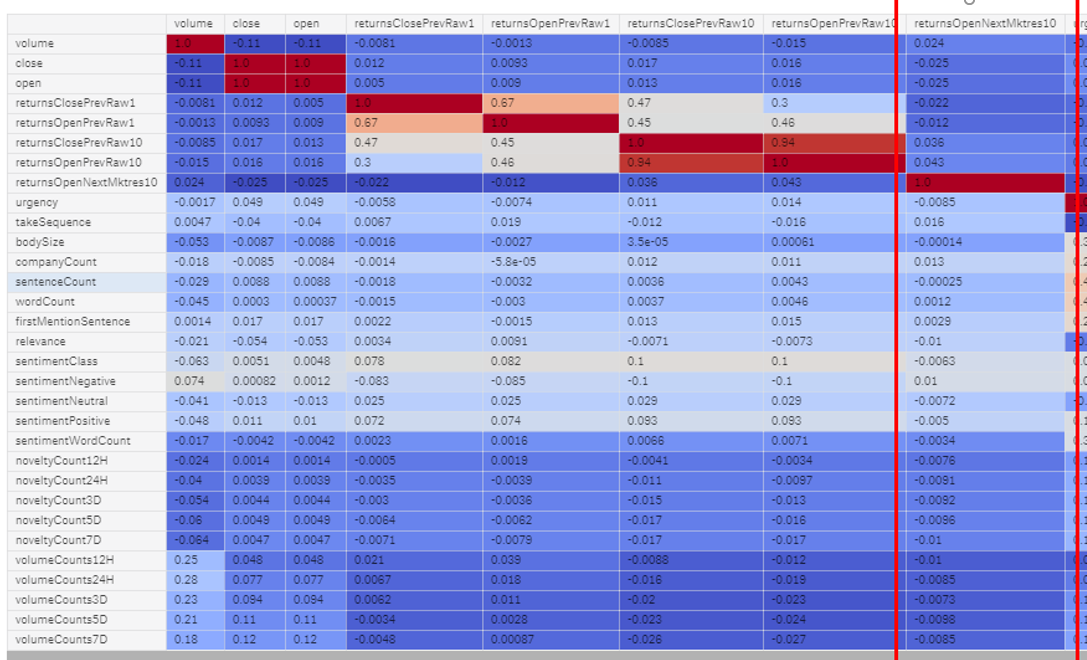 volume close open returnsClosePrevRaw1 returnsOpenPrevRaw1 returnsClosePrevRaw10 returnsOpenPrevRaw10 returnsOpenNextMktres10
volume 1.0 -0.11 -0.11 -0.0081 -0.0013 -0.0085 -0.015 0.024
close -0.11 1.0 1.0 0.012 0.0093 0.017 0.016 -0.025
open -0.11 1.0 1.0 0.005 0.009 0.013 0.016 -0.025
returnsClosePrevRaw1 -0.0081 0.012 0.005 1.0 0.67 0.47 0.3 -0.022
returnsOpenPrevRaw1 -0.0013 0.0093 0.009 0.67 1.0 0.45 0.46 -0.012
returnsClosePrevRaw10 -0.0085 0.017 0.013 0.47 0.45 1.0 0.94 0.036
returnsOpenPrevRaw10 -0.015 0.016 0.016 0.3 0.46 0.94 1.0 0.043
returnsOpenNextMktres10 0.024 -0.025 -0.025 -0.022 -0.012 0.036 0.043 1.0
urgency -0.0017 0.049 0.049 -0.0058 -0.0074 0.011 0.014 -0.0085
takeSequence 0.0047 -0.04 -0.04 0.0067 0.019 -0.012 -0.016 0.016
bodySize -0.053 -0.0087 -0.0086 -0.0016 -0.0027 3.5e-05 0.00061 -0.00014
companyCount -0.018 -0.0085 -0.0084 -0.0014 -5.8e-05 0.012 0.011 0.013
sentenceCount -0.029 0.0088 0.0088 -0.0018 -0.0032 0.0036 0.0043 -0.00025
wordCount -0.045 0.0003 0.00037 -0.0015 -0.003 0.0037 0.0046 0.0012
firstMentionSentence 0.0014 0.017 0.017 0.0022 -0.0015 0.013 0.015 0.0029
relevance -0.021 -0.054 -0.053 0.0034 0.0091 -0.0071 -0.0073 -0.01
sentimentClass -0.063 0.0051 0.0048 0.078 0.082 0.1 0.1 -0.0063
sentimentNegative 0.074 0.00082 0.0012 -0.083 -0.085 -0.1 -0.1 0.01
sentimentNeutral -0.041 -0.013 -0.013 0.025 0.025 0.029 0.029 -0.0072
sentimentPositive -0.048 0.011 0.01 0.072 0.074 0.093 0.093 -0.005
sentimentWordCount -0.017 -0.0042 -0.0042 0.0023 0.0016 0.0066 0.0071 -0.0034
noveltyCount12H -0.024 0.0014 0.0014 -0.0005 0.0019 -0.0041 -0.0034 -0.0076
noveltyCount24H -0.04 0.0039 0.0039 -0.0035 -0.0039 -0.011 -0.0097 -0.0091
noveltyCount3D -0.054 0.0044 0.0044 -0.003 -0.0036 -0.015 -0.013 -0.0092
noveltyCount5D -0.06 0.0049 0.0049 -0.0064 -0.0062 -0.017 -0.016 -0.0096
noveltyCount7D -0.064 0.0047 0.0047 -0.0071 -0.0079 -0.017 -0.017 -0.01
volumeCounts12H 0.25 0.048 0.048 0.021 0.039 -0.0088 -0.012 -0.01
volumeCounts24H 0.28 0.077 0.077 0.0067 0.018 -0.016 -0.019 -0.0085
volumeCounts3D 0.23 0.094 0.094 0.0062 0.011 -0.02 -0.023 -0.0073
volumeCounts5D 0.21 0.11 0.11 -0.0034 0.0028 -0.023 -0.024 -0.0098
volumeCounts7D 0.18 0.12 0.12 -0.0048 0.00087 -0.026 -0.027 -0.0085